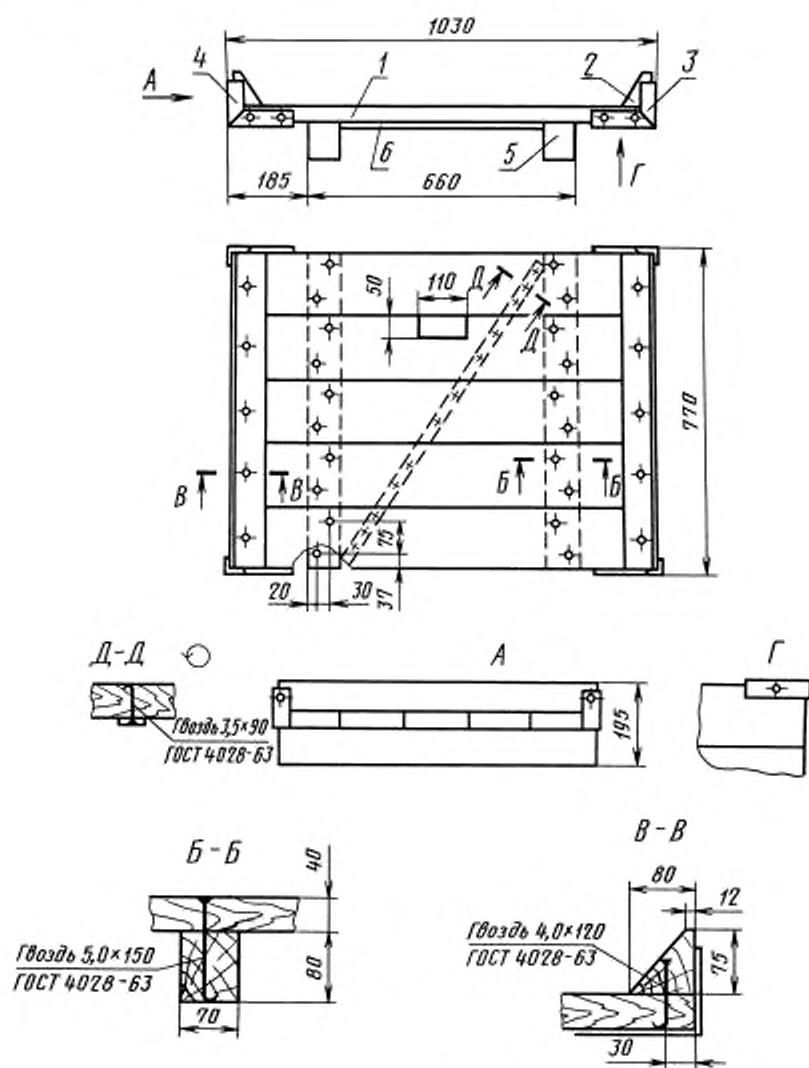 1030
4
1
2
3
А
6
5
Г
185
660
50
110
Д
Д
770
В
В
Б
Б
75
20
30
37
Д-Д
А
Г
Гвоздь 3,5×90
ГОСТ 4028-63
195
Б-Б
В-В
40
80
12
Гвоздь 5,0×150
ГОСТ 4028-63
80
Гвоздь 4,0×120
ГОСТ 4028-63
75
70
30